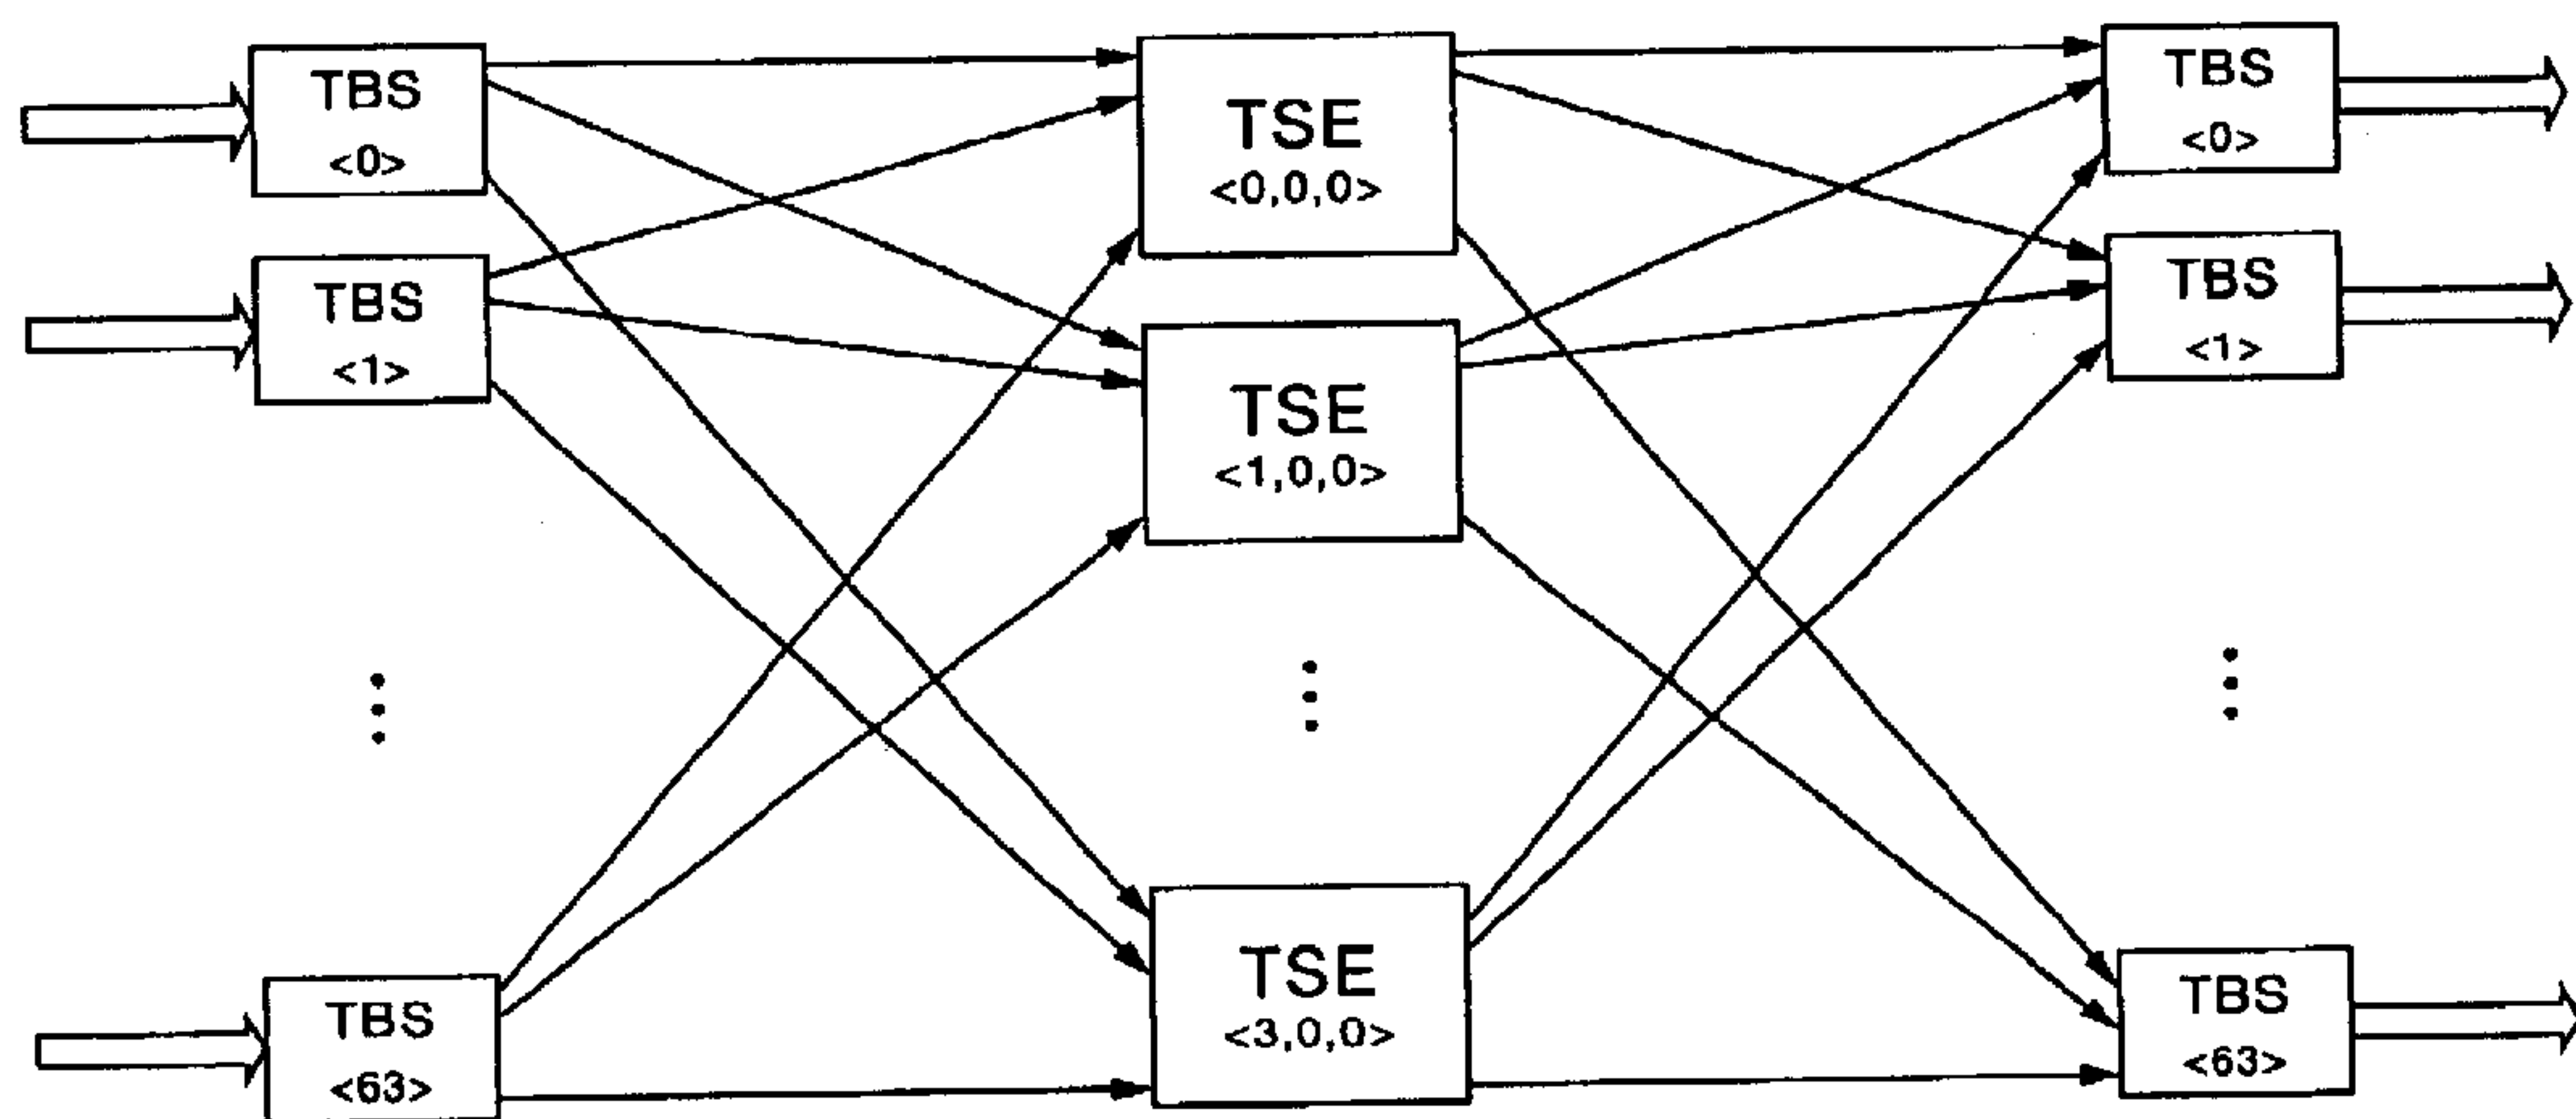 TBS
<0>
TBS
<1>
TBS
<63>
TSE
<0,0,0>
TSE
<1,0,0>
TSE
<3,0,0>
TBS
<0>
TBS
<1>
TBS
<63>